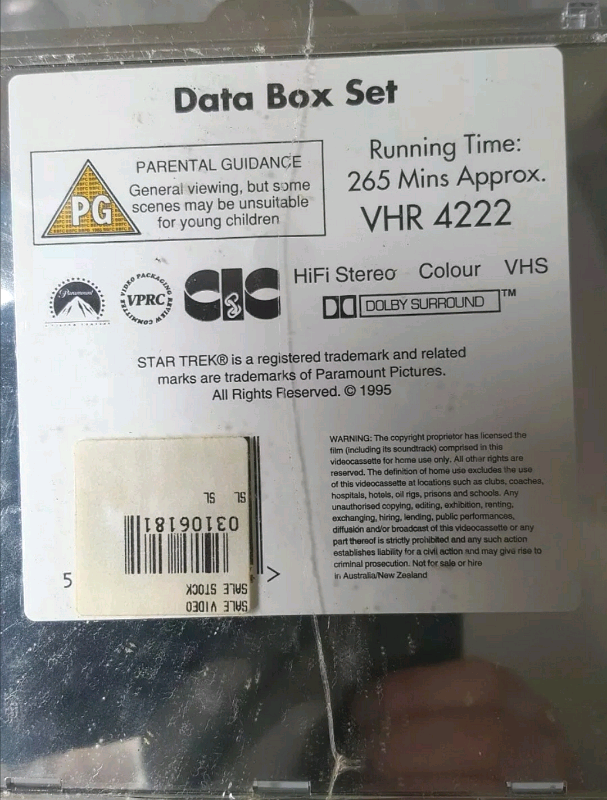 Data Box Set
PG
PARENTAL GUIDANCE
General viewing, but some
scenes may be unsuitable
for young children
Running Time:
265 Mins Approx.
VHR 4222
Paramount
VIDEO PACKAGING REVIEW COMMITTEE
VPRC
CIC
HiFi Stereo Colour VHS
DOLBY SURROUND ™
STAR TREK® is a registered trademark and related
marks are trademarks of Paramount Pictures.
All Rights Reserved. © 1995
WARNING: The copyright proprietor has licensed the
film (including its soundtrack) comprised in this
videocassette for home use only. All other rights are
reserved. The definition of home use excludes the use
of this videocassette at locations such as clubs, coaches,
hospitals, hotels, oil rigs, prisons and schools. Any
unauthorised copying, editing, exhibition, renting,
exchanging, hiring, lending, public performances,
diffusion and/or broadcast of this videocassette or any
part thereof is strictly prohibited and any such action
establishes liability for a civil action and may give rise to
criminal prosecution. Not for sale or hire
in Australia/New Zealand
5 >
SALE VIDEO
SALE STOCK
03106181
SL SL